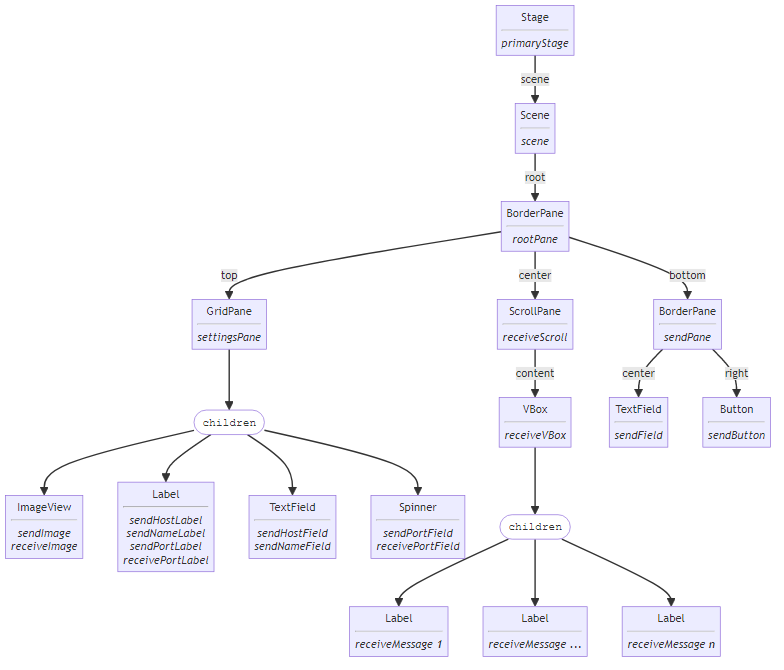 Stage
primaryStage
scene
Scene
scene
root
BorderPane
rootPane
top
center
bottom
GridPane
settingsPane
ScrollPane
receiveScroll
BorderPane
sendPane
content
center
right
children
VBox
receiveVBox
TextField
sendField
Button
sendButton
ImageView
sendImage
receiveImage
Label
sendHostLabel
sendNameLabel
sendPortLabel
receivePortLabel
TextField
sendHostField
sendNameField
Spinner
sendPortField
receivePortField
children
Label
receiveMessage 1
Label
receiveMessage ...
Label
receiveMessage n